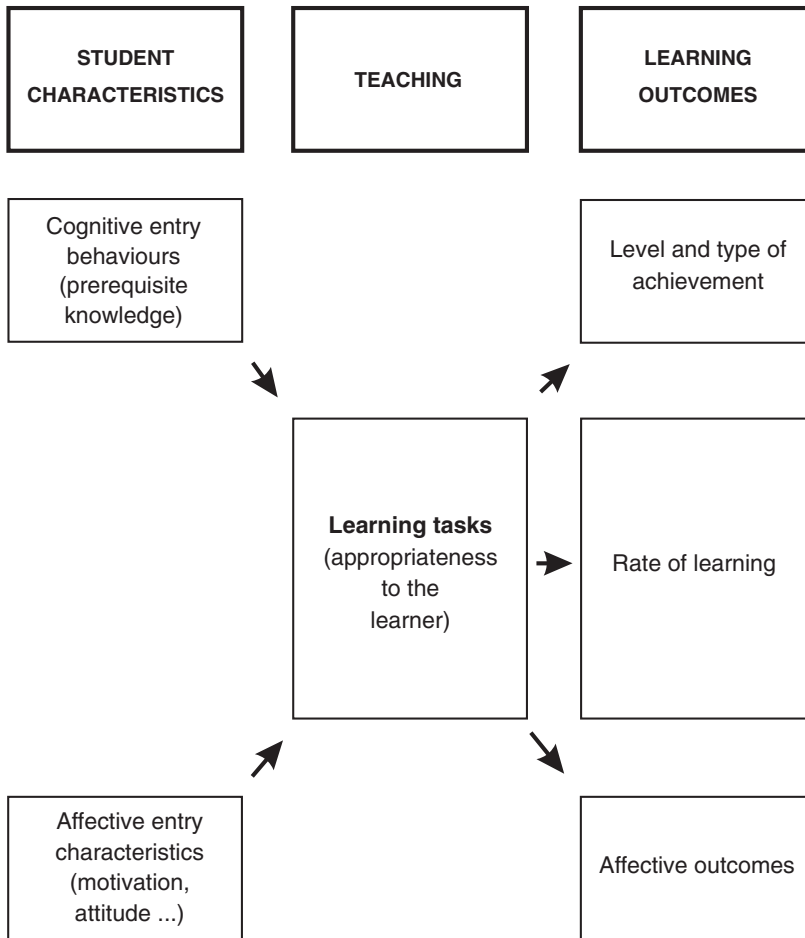 STUDENT
CHARACTERISTICS
TEACHING
LEARNING
OUTCOMES
Cognitive entry
behaviours
(prerequisite
knowledge)
Level and type of
achievement
Learning tasks
(appropriateness
to the
learner)
Rate of learning
Affective entry
characteristics
(motivation,
attitude ...)
Affective outcomes